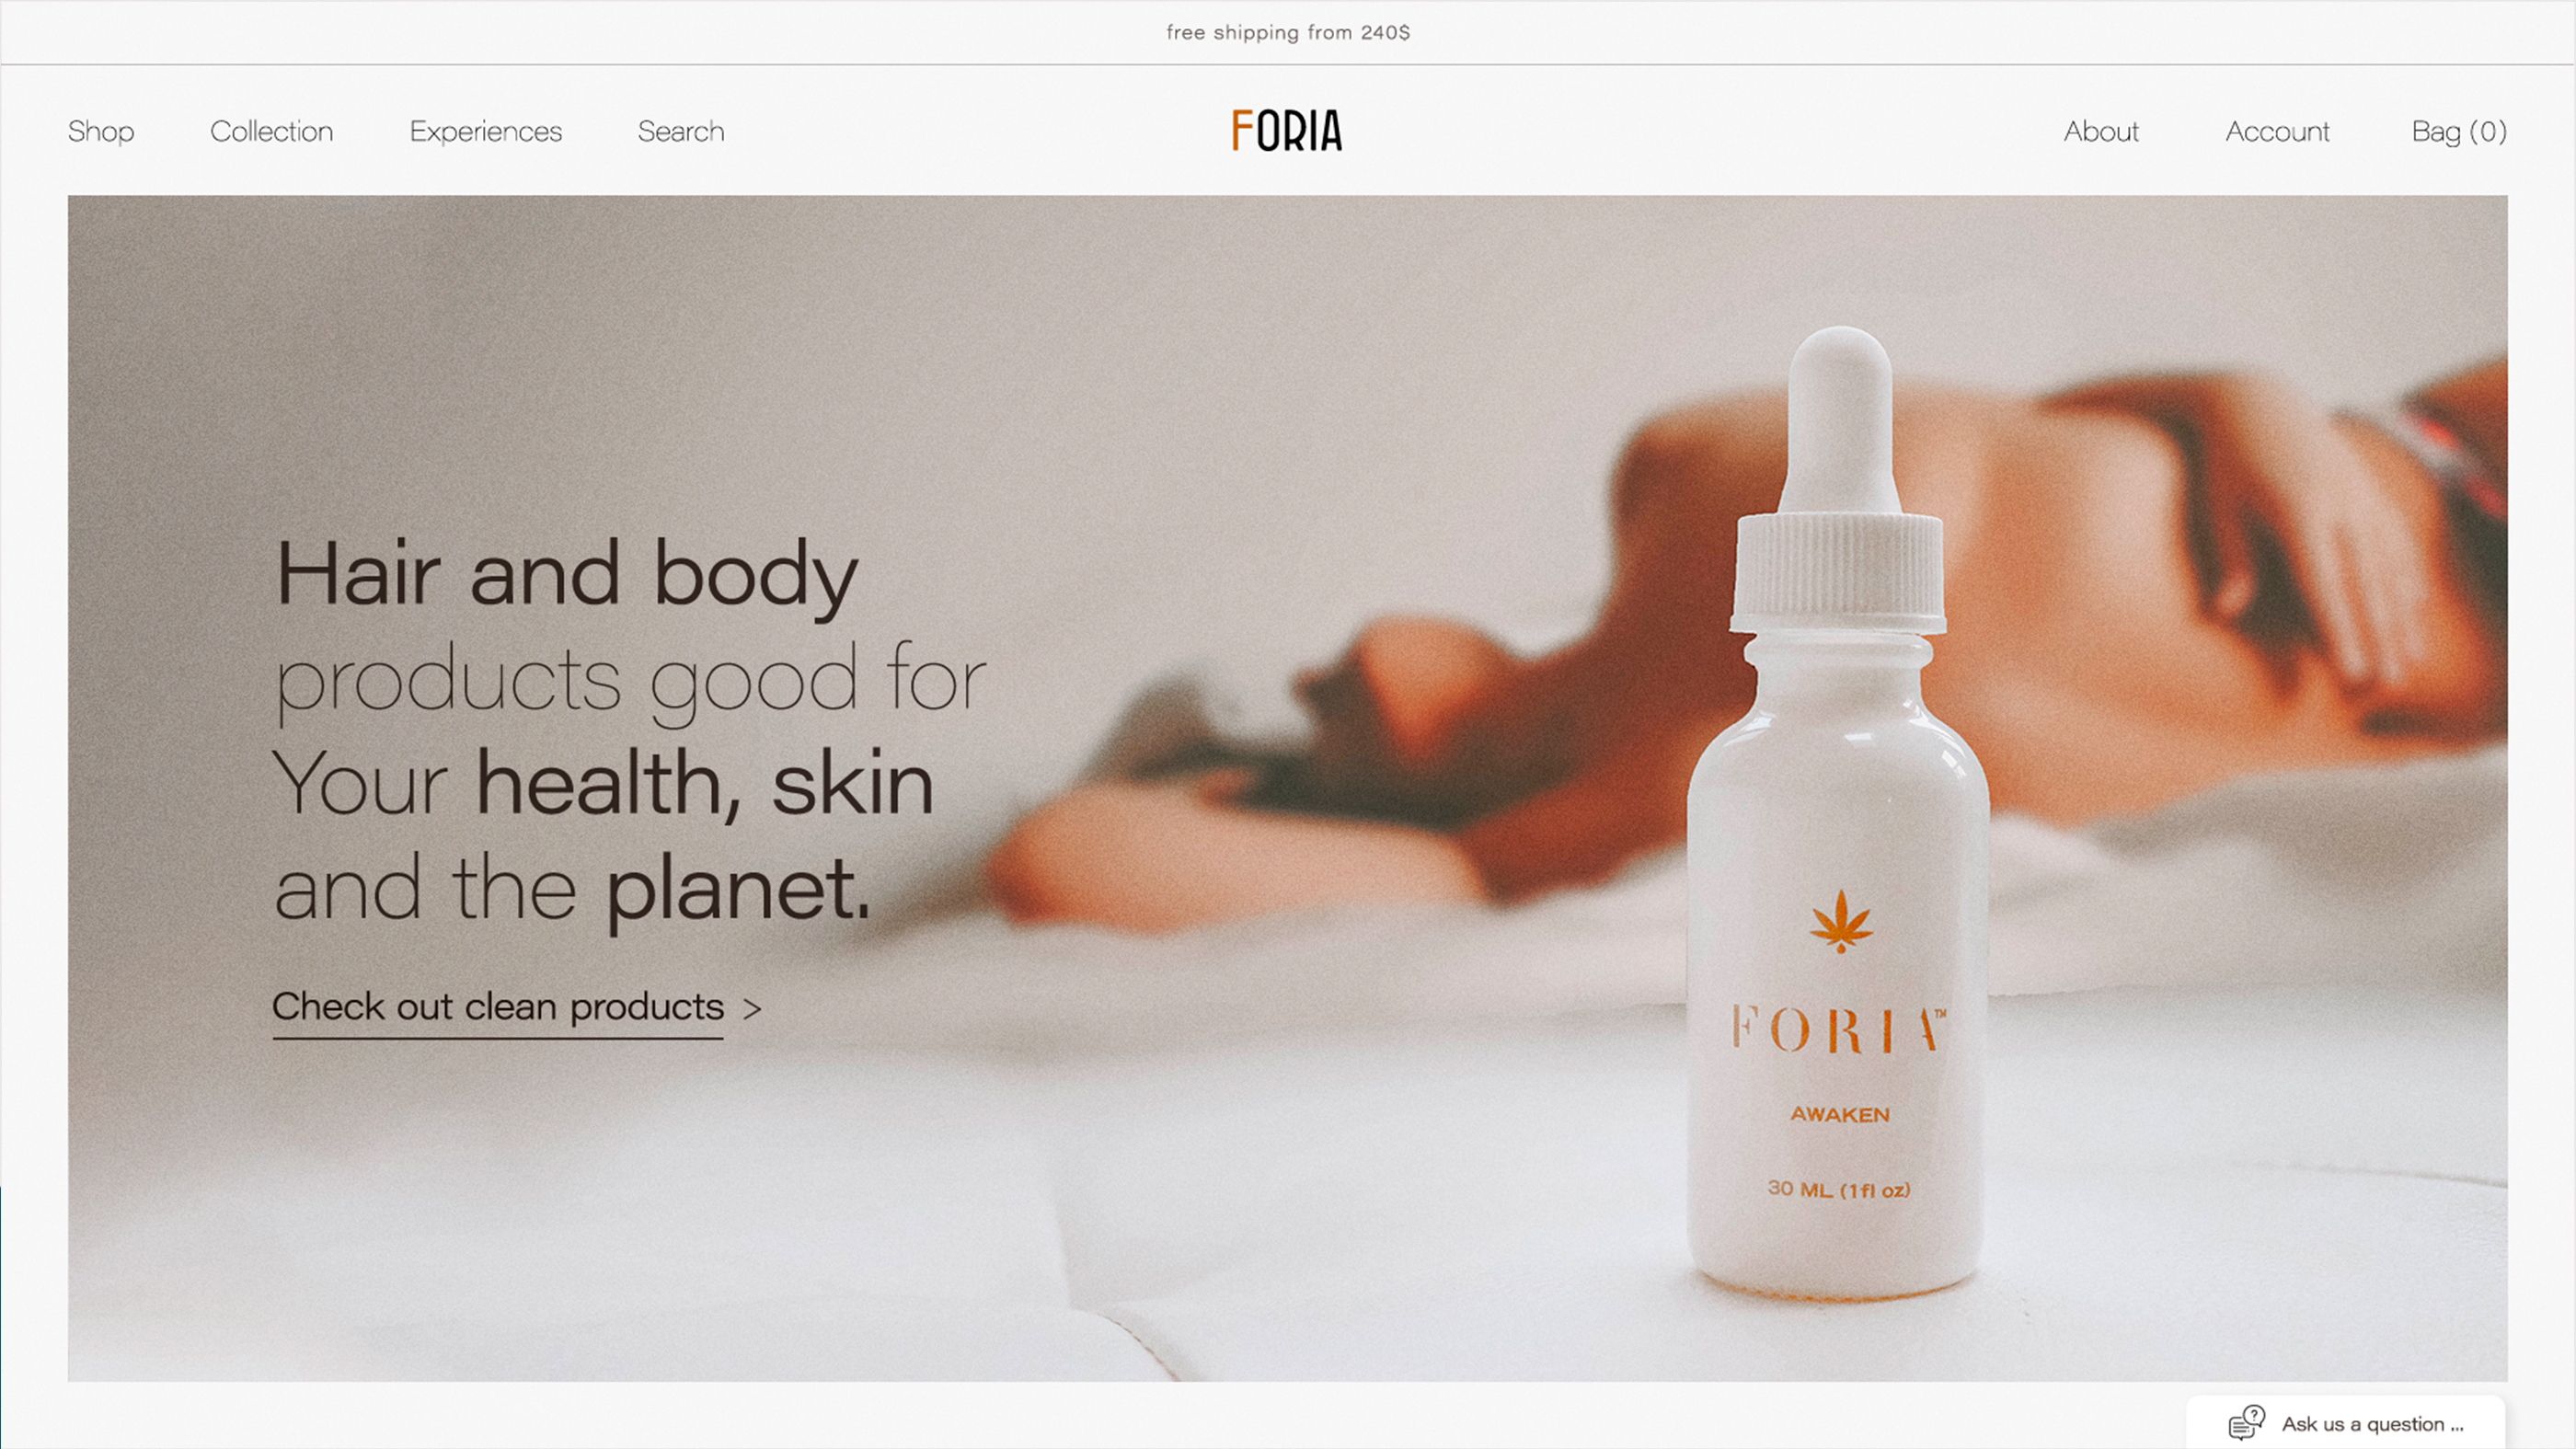 free shipping from 240$
Shop Collection Experiences Search FORIA About Account Bag (0)
Hair and body
products good for
Your health, skin
and the planet.
Check out clean products >
FORIA™
AWAKEN
30 ML (1fl oz)
Ask us a question ...